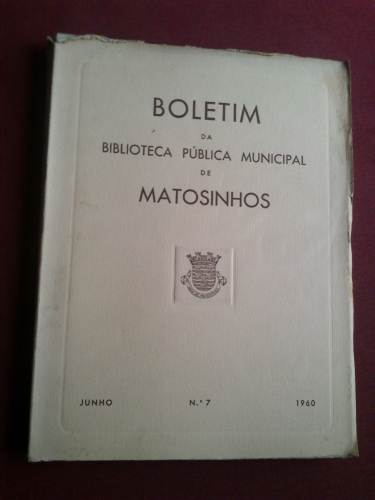 BOLETIM
DA
BIBLIOTECA PÚBLICA MUNICIPAL
DE
MATOSINHOS
JUNHO N.º 7 1960